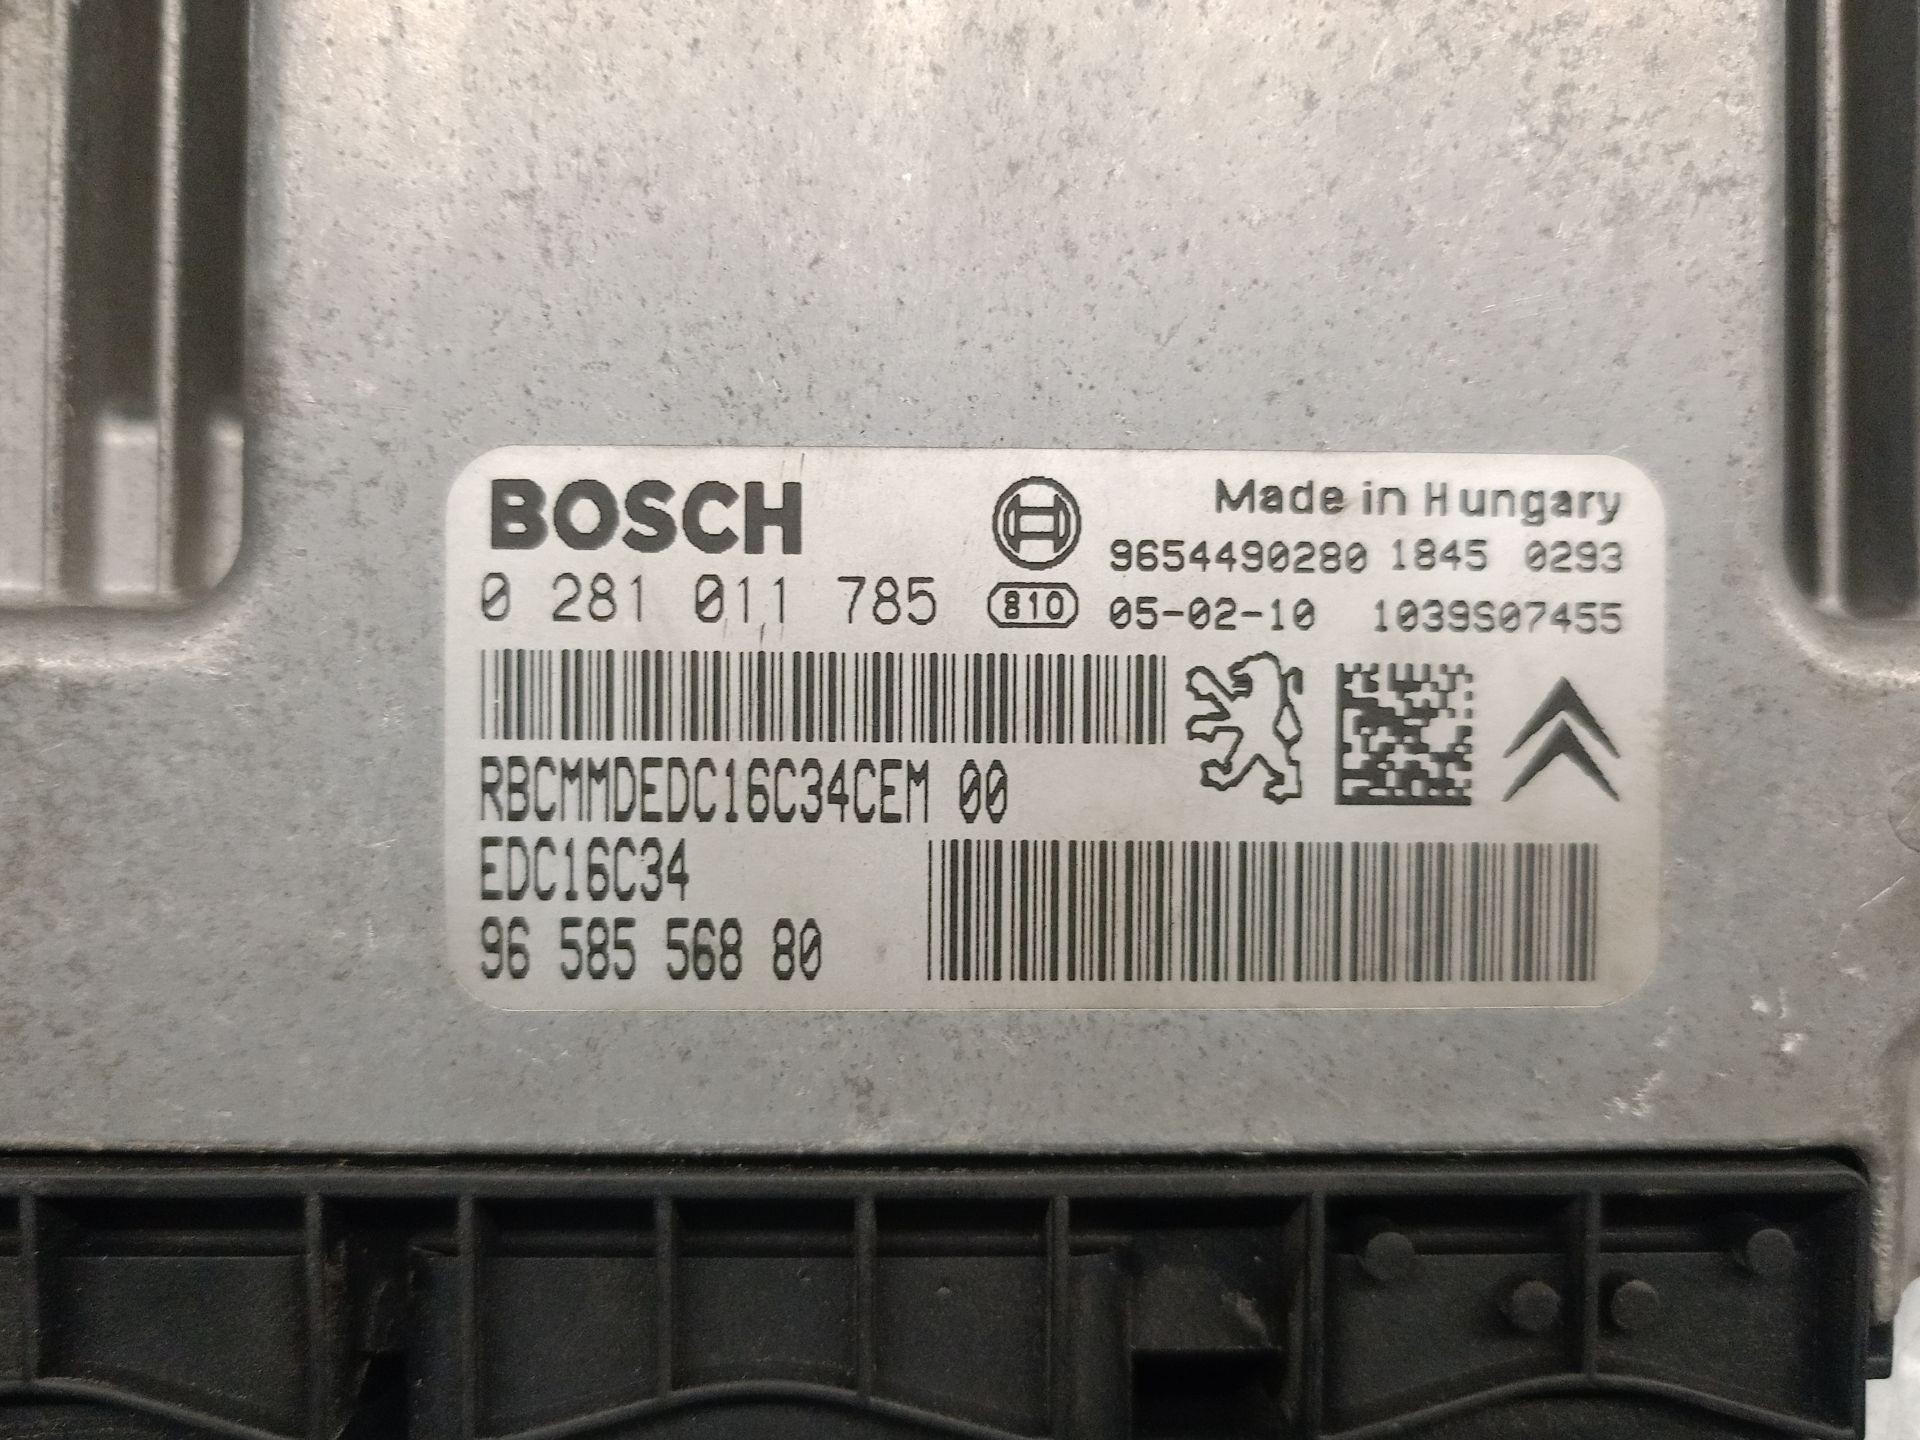 BOSCH
Made in Hungary
9654490280 1845 0293
0 281 011 785
810
05-02-10 1039S07455
RBCMMDEDC16C34CEM 00
EDC16C34
96 585 568 80